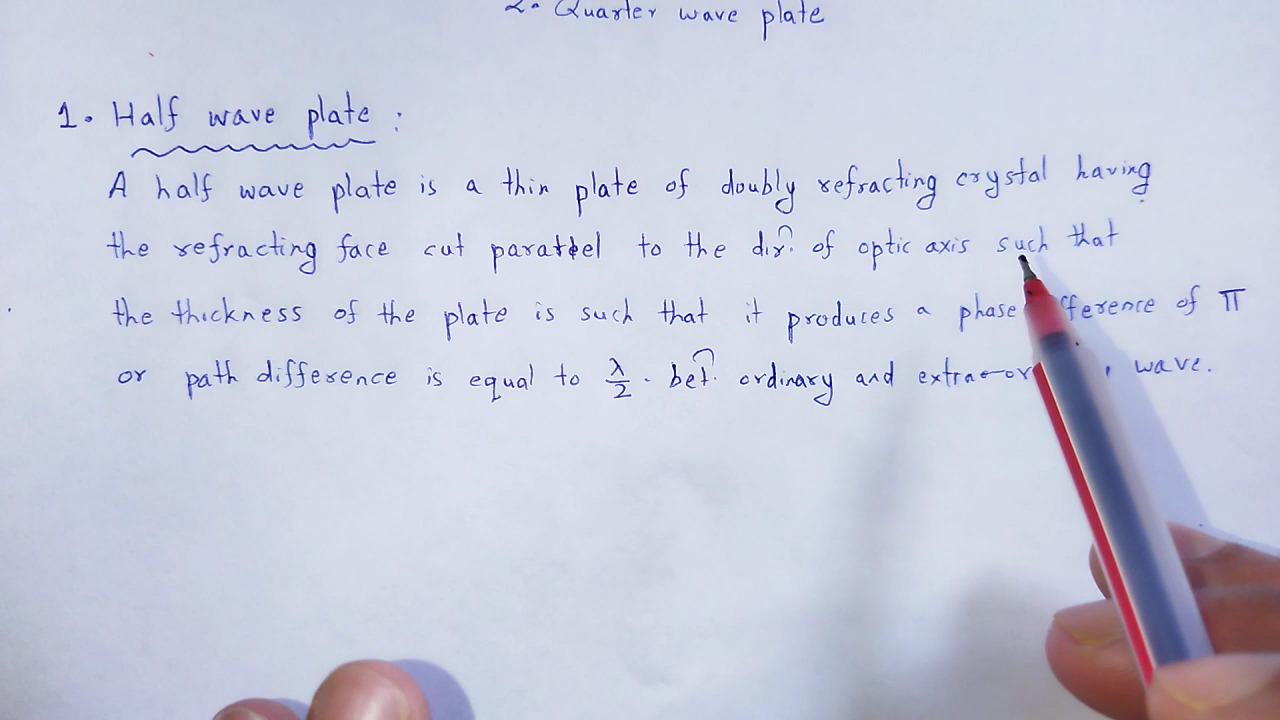 2. Quarter wave plate
1. Half wave plate :
A half wave plate is a thin plate of doubly refracting crystal having
the refracting face cut parallel to the dirn. of optic axis such that
the thickness of the plate is such that it produces a phase fference of π
or path difference is equal to λ/2 . betn. ordinary and extra-or wave.